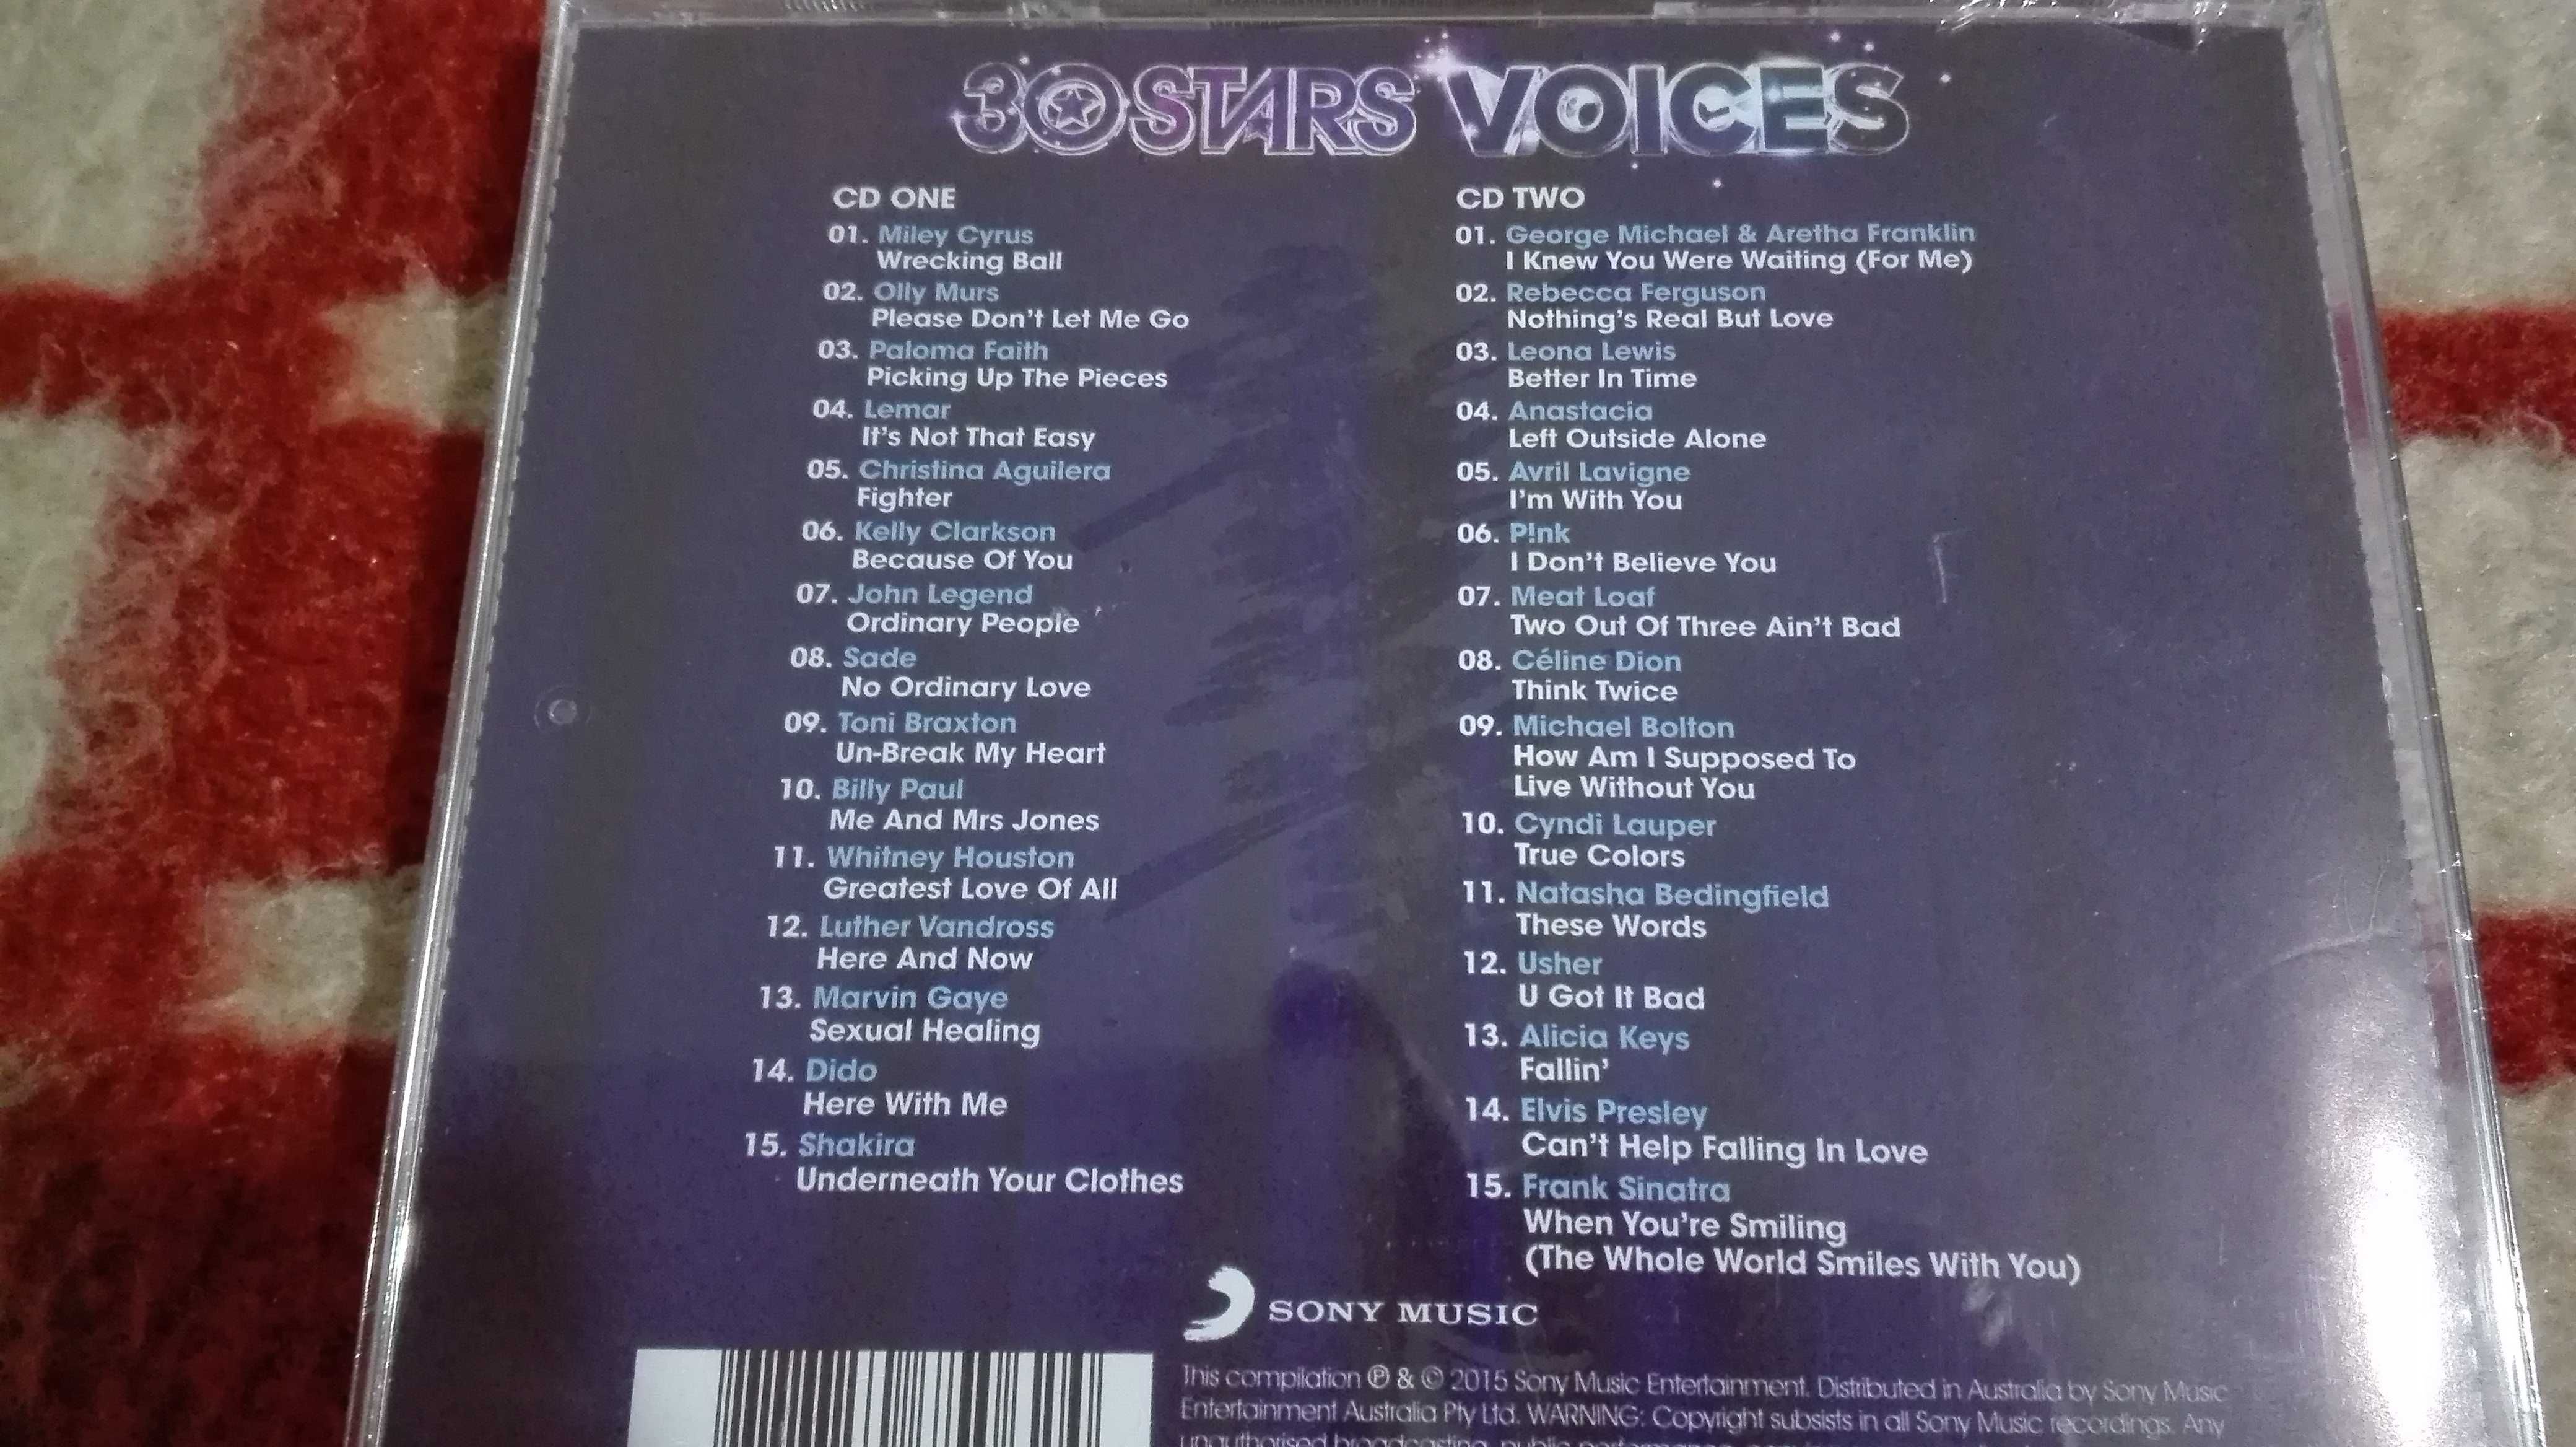 30 STARS VOICES
CD ONE
01. Miley Cyrus
Wrecking Ball
02. Olly Murs
Please Don't Let Me Go
03. Paloma Faith
Picking Up The Pieces
04. Lemar
It's Not That Easy
05. Christina Aguilera
Fighter
06. Kelly Clarkson
Because Of You
07. John Legend
Ordinary People
08. Sade
No Ordinary Love
09. Toni Braxton
Un-Break My Heart
10. Billy Paul
Me And Mrs Jones
11. Whitney Houston
Greatest Love Of All
12. Luther Vandross
Here And Now
13. Marvin Gaye
Sexual Healing
14. Dido
Here With Me
15. Shakira
Underneath Your Clothes
CD TWO
01. George Michael & Aretha Franklin
I Knew You Were Waiting (For Me)
02. Rebecca Ferguson
Nothing's Real But Love
03. Leona Lewis
Better In Time
04. Anastacia
Left Outside Alone
05. Avril Lavigne
I'm With You
06. P!nk
I Don't Believe You
07. Meat Loaf
Two Out Of Three Ain't Bad
08. Céline Dion
Think Twice
09. Michael Bolton
How Am I Supposed To
Live Without You
10. Cyndi Lauper
True Colors
11. Natasha Bedingfield
These Words
12. Usher
U Got It Bad
13. Alicia Keys
Fallin'
14. Elvis Presley
Can't Help Falling In Love
15. Frank Sinatra
When You're Smiling
(The Whole World Smiles With You)
SONY MUSIC
This compilation ℗ & © 2015 Sony Music Entertainment. Distributed in Australia by Sony Music
Entertainment Australia Pty Ltd. WARNING: Copyright subsists in all Sony Music recordings. Any
unauthorised broadcasting, public